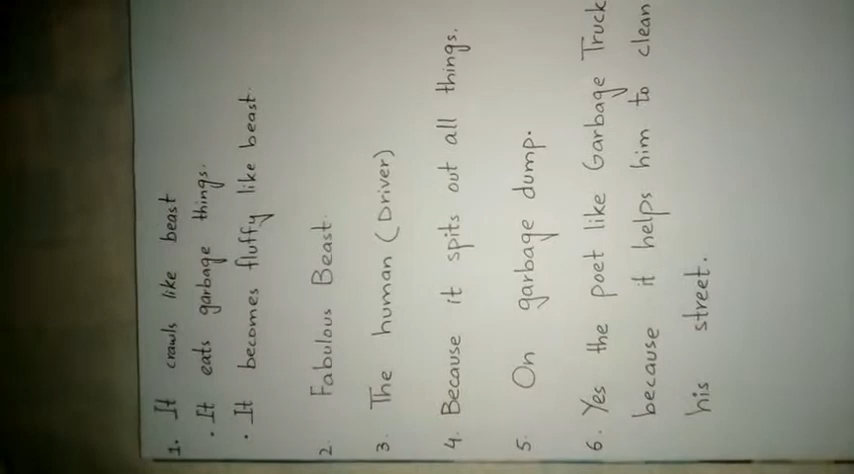 1. It crawls like beast
• It eats garbage things.
• It becomes fluffy like beast.
2. Fabulous Beast.
3. The human (Driver)
4. Because it spits out all things.
5. On garbage dump.
6. Yes the poet like Garbage Truck
because it helps him to clean
his street.